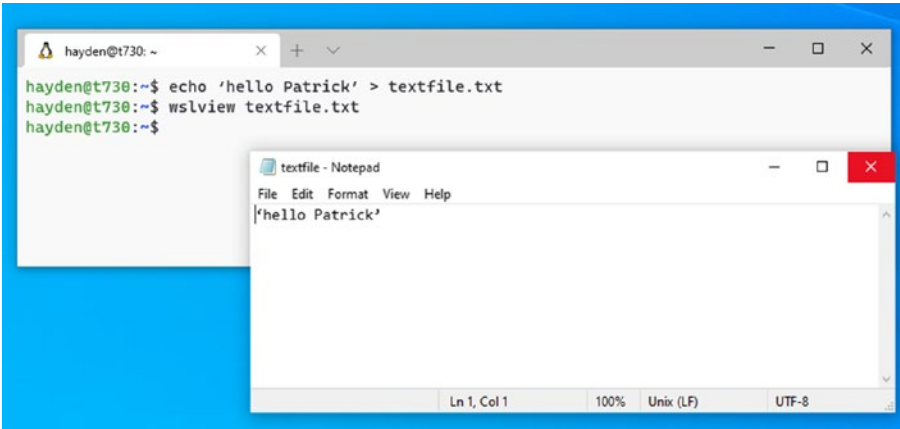 hayden@t730: ~
hayden@t730:~$ echo ‘hello Patrick’ > textfile.txt
hayden@t730:~$ wslview textfile.txt
hayden@t730:~$
textfile - Notepad
File Edit Format View Help
‘hello Patrick’
Ln 1, Col 1 100% Unix (LF) UTF-8